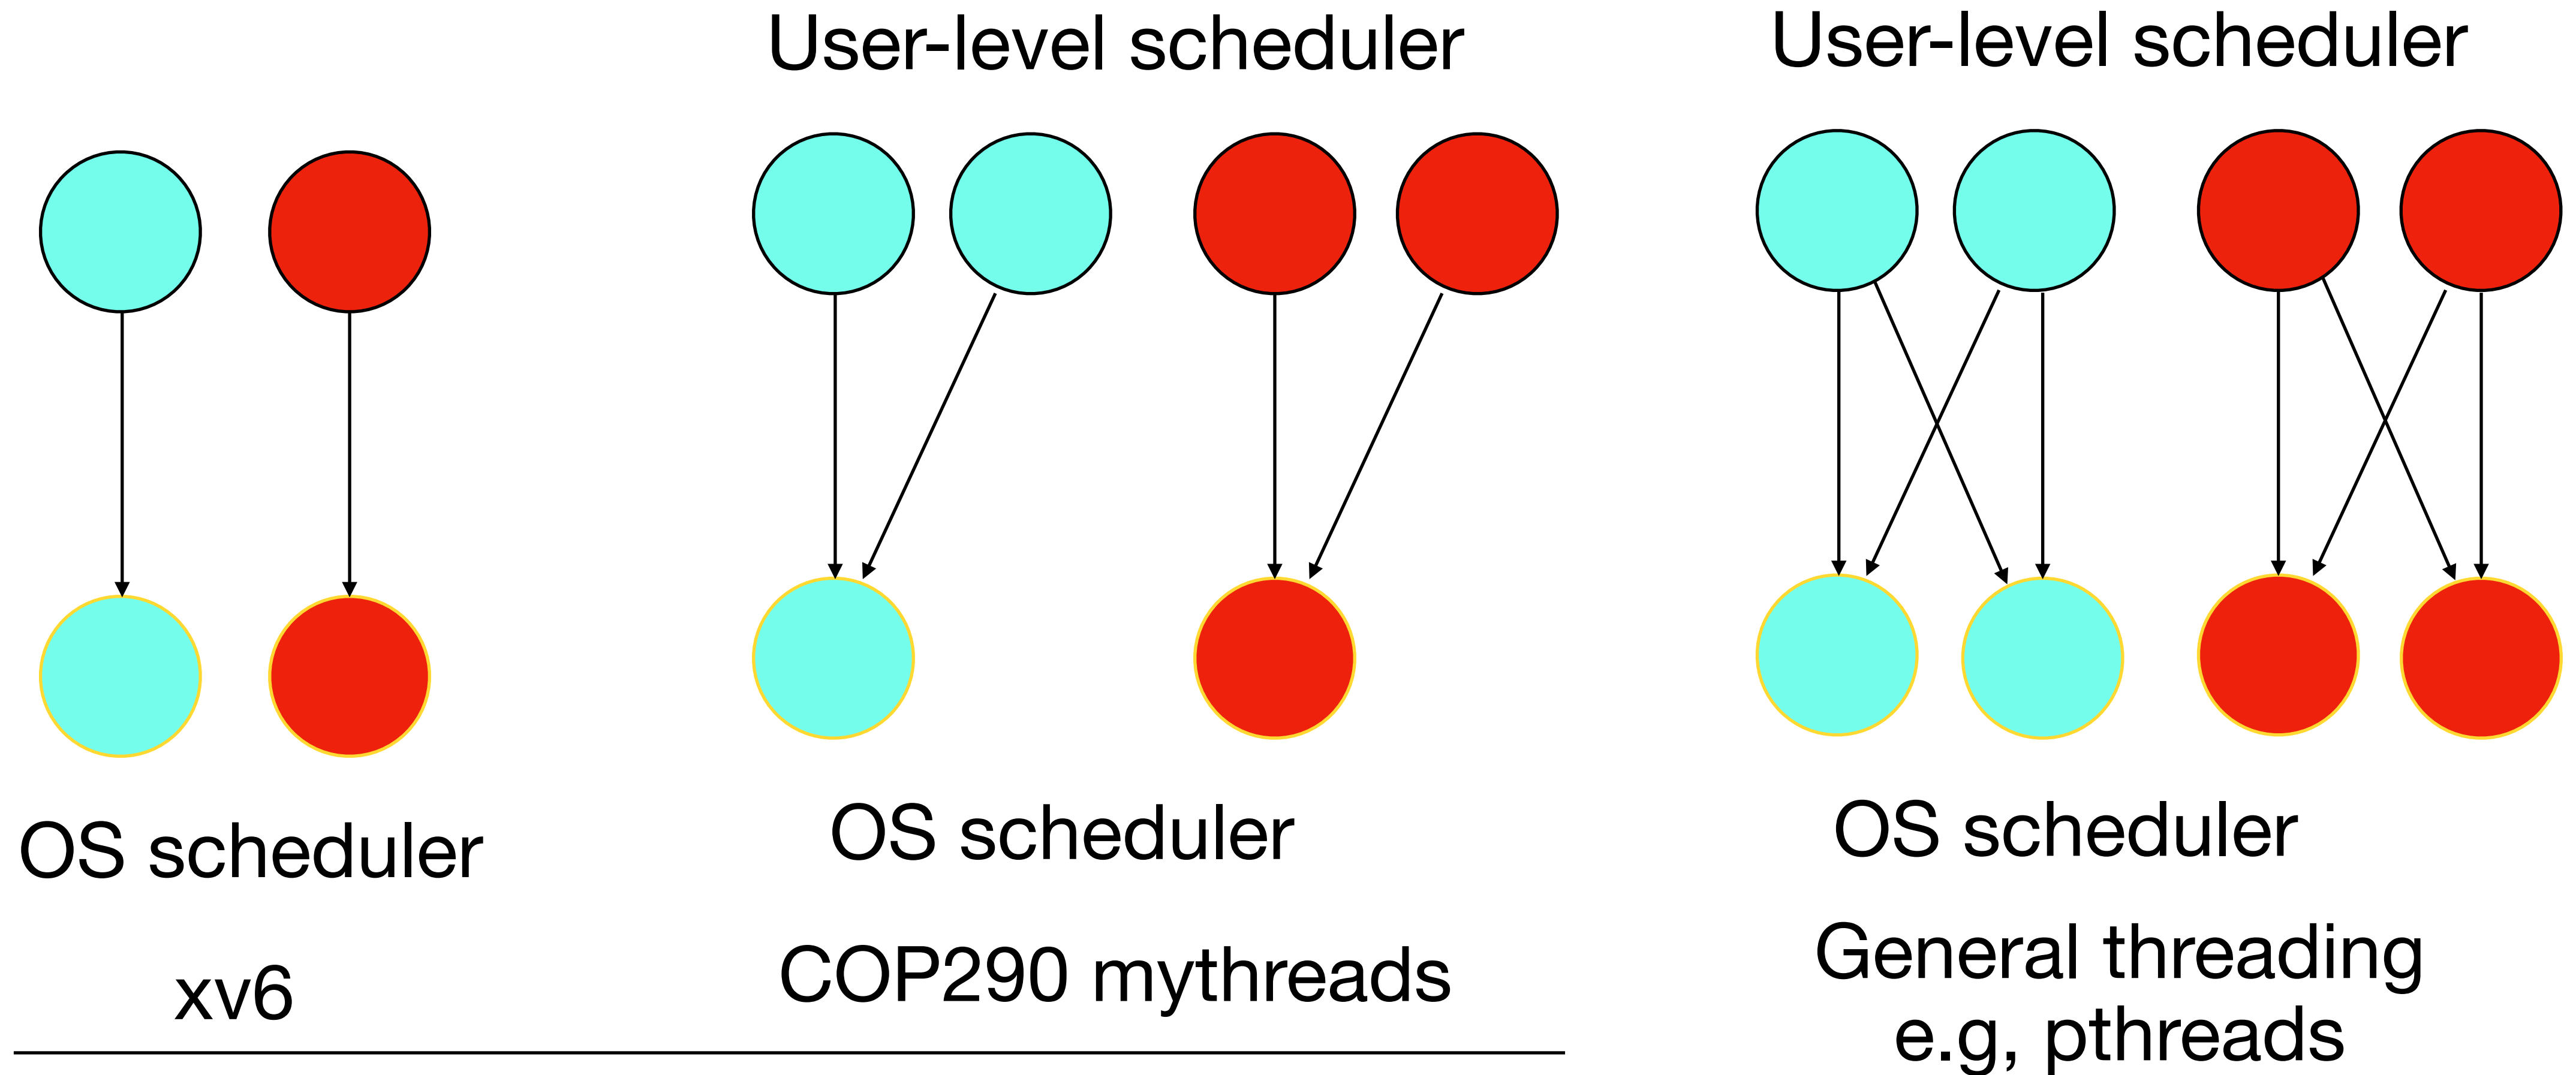 User-level scheduler
User-level scheduler
OS scheduler
OS scheduler
OS scheduler
xv6
COP290 mythreads
General threading
e.g, pthreads